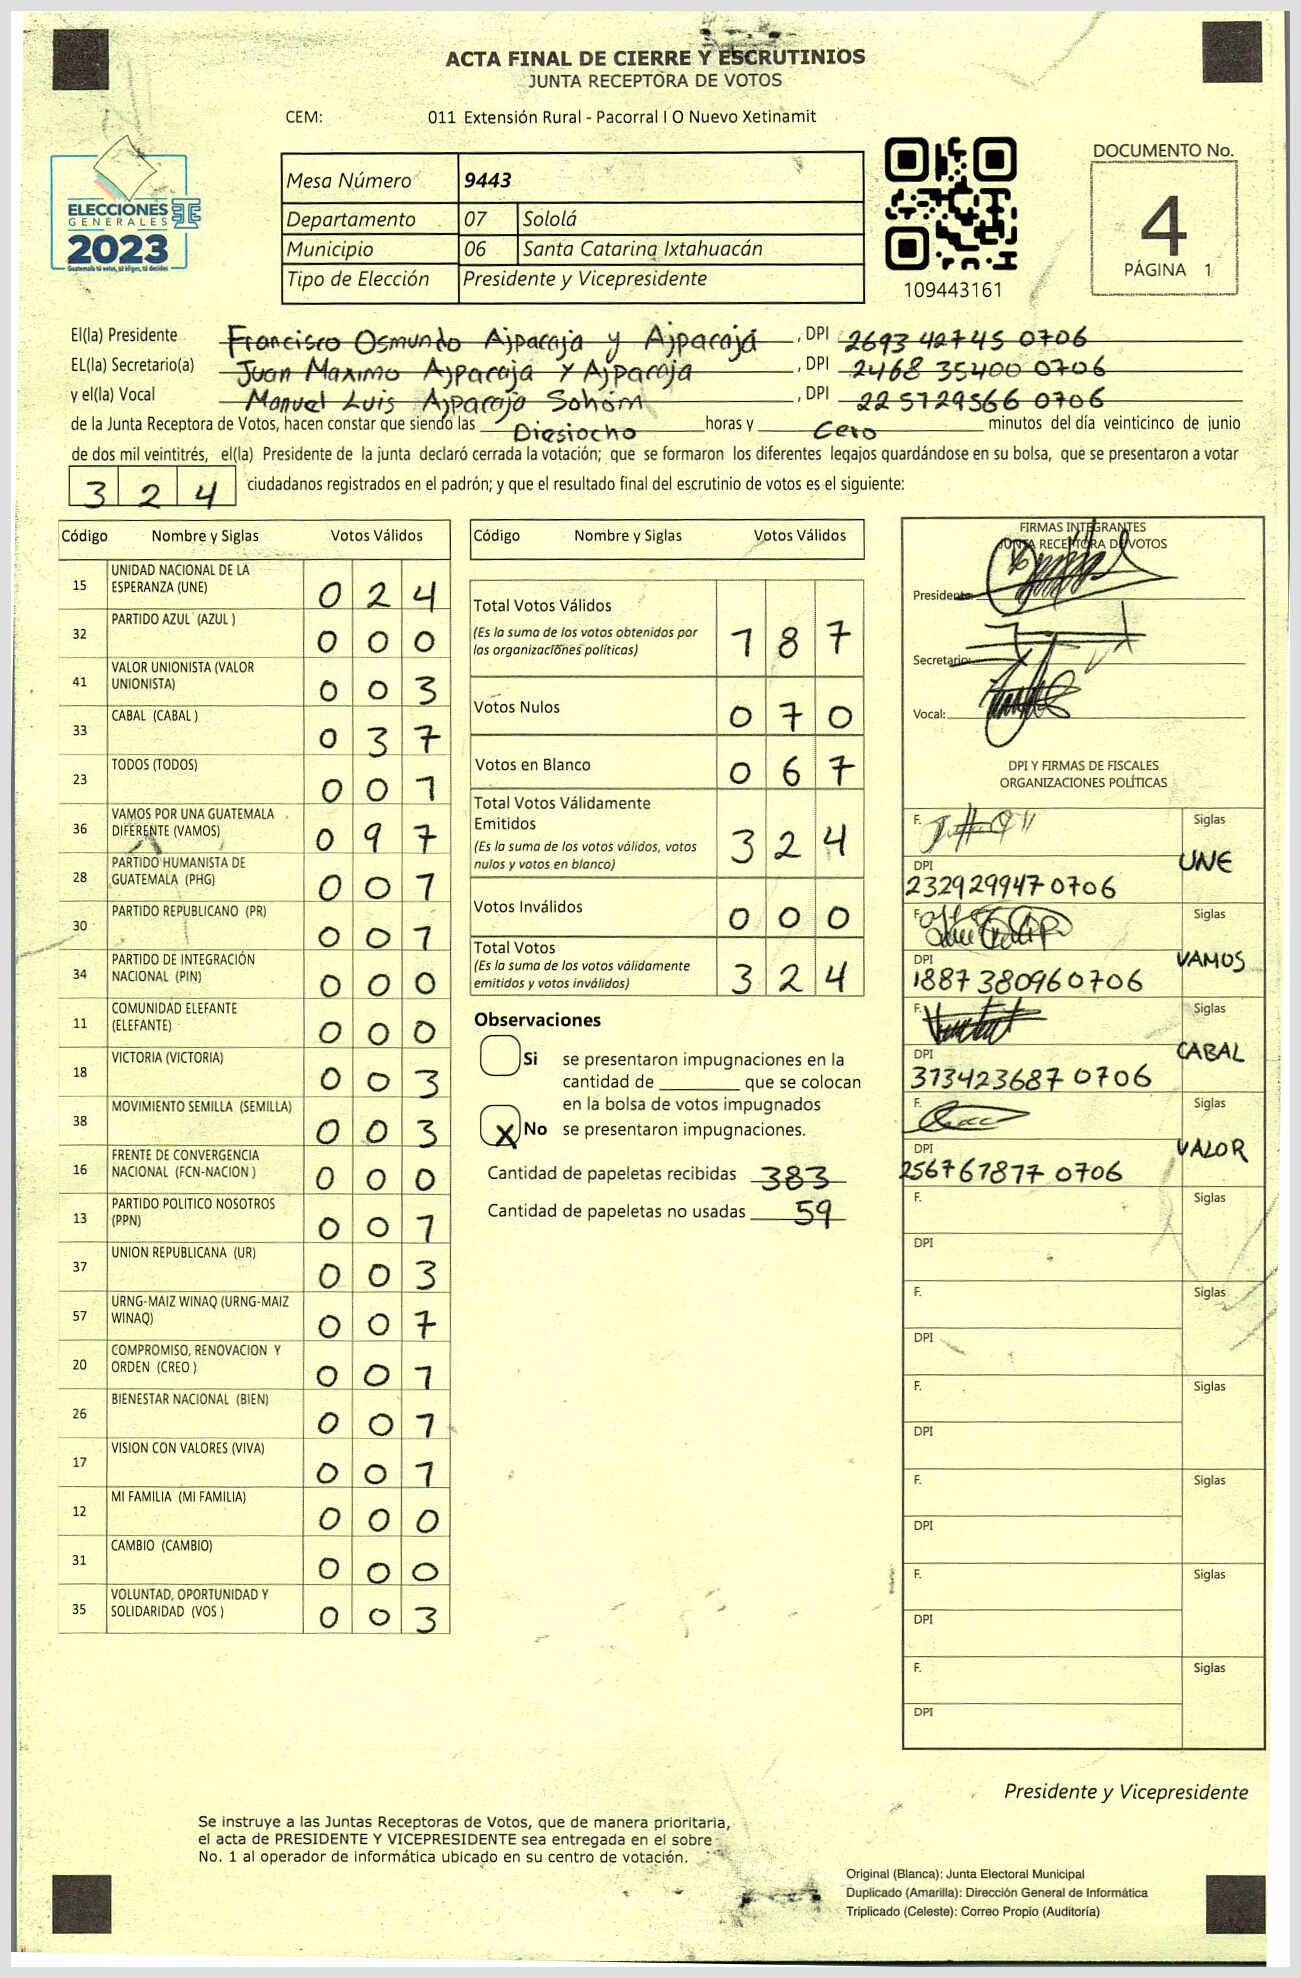 ACTA FINAL DE CIERRE Y ESCRUTINIOS
JUNTA RECEPTORA DE VOTOS
CEM: 011 Extensión Rural - Pacorral I O Nuevo Xetinamit
ELECCIONES
GENERALES
2023
Guatemala tú votas, tú eliges, tú decides
Mesa Número 9443
Departamento 07 Sololá
Municipio 06 Santa Catarina Ixtahuacán
Tipo de Elección Presidente y Vicepresidente
109443161
DOCUMENTO No.
4
PÁGINA 1
El(la) Presidente Francisco Osmundo Ajpacajá y Ajpacajá, DPI 2693 42745 0706
EL(la) Secretario(a) Juan Maximo Ajpacaja y Ajpacaja, DPI 2468 35400 0706
y el(la) Vocal Manuel Luis Ajpacaja Sohóm, DPI 225729566 0706
de la Junta Receptora de Votos, hacen constar que siendo las Diesiocho horas y Cero minutos del día veinticinco de junio
de dos mil veintitrés, el(la) Presidente de la junta declaró cerrada la votación; que se formaron los diferentes legajos guardándose en su bolsa, que se presentaron a votar
3 2 4 ciudadanos registrados en el padrón; y que el resultado final del escrutinio de votos es el siguiente:
Código Nombre y Siglas Votos Válidos
15 UNIDAD NACIONAL DE LA
ESPERANZA (UNE) 0 2 4
32 PARTIDO AZUL (AZUL ) 0 0 0
41 VALOR UNIONISTA (VALOR
UNIONISTA) 0 0 3
33 CABAL (CABAL ) 0 3 7
23 TODOS (TODOS) 0 0 1
36 VAMOS POR UNA GUATEMALA
DIFERENTE (VAMOS) 0 9 7
28 PARTIDO HUMANISTA DE
GUATEMALA (PHG) 0 0 1
30 PARTIDO REPUBLICANO (PR) 0 0 1
34 PARTIDO DE INTEGRACIÓN
NACIONAL (PIN) 0 0 0
11 COMUNIDAD ELEFANTE
(ELEFANTE) 0 0 0
18 VICTORIA (VICTORIA) 0 0 3
38 MOVIMIENTO SEMILLA (SEMILLA) 0 0 3
16 FRENTE DE CONVERGENCIA
NACIONAL (FCN-NACION ) 0 0 0
13 PARTIDO POLITICO NOSOTROS
(PPN) 0 0 1
37 UNION REPUBLICANA (UR) 0 0 3
57 URNG-MAIZ WINAQ (URNG-MAIZ
WINAQ) 0 0 7
20 COMPROMISO, RENOVACION Y
ORDEN (CREO ) 0 0 1
26 BIENESTAR NACIONAL (BIEN) 0 0 1
17 VISION CON VALORES (VIVA) 0 0 1
12 MI FAMILIA (MI FAMILIA) 0 0 0
31 CAMBIO (CAMBIO) 0 0 0
35 VOLUNTAD, OPORTUNIDAD Y
SOLIDARIDAD (VOS ) 0 0 3
Código Nombre y Siglas Votos Válidos
Total Votos Válidos
(Es la suma de los votos obtenidos por
las organizaciones políticas) 1 8 7
Votos Nulos 0 7 0
Votos en Blanco 0 6 7
Total Votos Válidamente
Emitidos
(Es la suma de los votos válidos, votos
nulos y votos en blanco) 3 2 4
Votos Inválidos 0 0 0
Total Votos
(Es la suma de los votos válidamente
emitidos y votos inválidos) 3 2 4
Observaciones
Si se presentaron impugnaciones en la
cantidad de ________ que se colocan
en la bolsa de votos impugnados
X No se presentaron impugnaciones.
Cantidad de papeletas recibidas 383
Cantidad de papeletas no usadas 59
FIRMAS INTEGRANTES
JUNTA RECEPTORA DE VOTOS
Presidente:
Secretario:
Vocal:
DPI Y FIRMAS DE FISCALES
ORGANIZACIONES POLÍTICAS
F. Siglas
UNE
DPI
232929947 0706
F. Siglas
VAMOS
DPI
1887 38096 0706
F. Siglas
CABAL
DPI
313423687 0706
F. Siglas
VALOR
DPI
256761877 0706
F. Siglas
DPI
F. Siglas
DPI
F. Siglas
DPI
F. Siglas
DPI
F. Siglas
DPI
F. Siglas
DPI
Presidente y Vicepresidente
Se instruye a las Juntas Receptoras de Votos, que de manera prioritaria,
el acta de PRESIDENTE Y VICEPRESIDENTE sea entregada en el sobre
No. 1 al operador de informática ubicado en su centro de votación.
Original (Blanca): Junta Electoral Municipal
Duplicado (Amarilla): Dirección General de Informática
Triplicado (Celeste): Correo Propio (Auditoría)